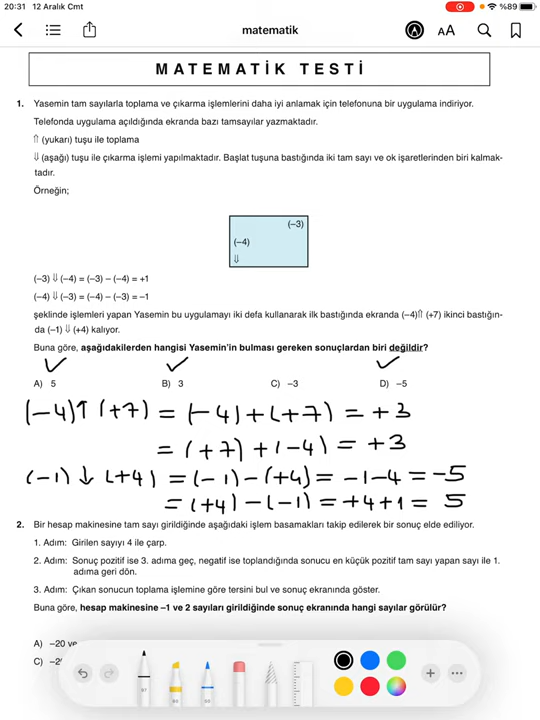 20:31 12 Aralık Cmt %89
matematik
AA
MATEMATİK TESTİ
1. Yasemin tam sayılarla toplama ve çıkarma işlemlerini daha iyi anlamak için telefonuna bir uygulama indiriyor.
Telefonda uygulama açıldığında ekranda bazı tamsayılar yazmaktadır.
⇑ (yukarı) tuşu ile toplama
⇓ (aşağı) tuşu ile çıkarma işlemi yapılmaktadır. Başlat tuşuna bastığında iki tam sayı ve ok işaretlerinden biri kalmak-
tadır.
Örneğin;
(–3)
(–4)
⇓
(–3) ⇓ (–4) = (–3) – (–4) = +1
(–4) ⇓ (–3) = (–4) – (–3) = –1
şeklinde işlemleri yapan Yasemin bu uygulamayı iki defa kullanarak ilk bastığında ekranda (–4)⇑ (+7) ikinci bastığın-
da (–1) ⇓ (+4) kalıyor.
Buna göre, aşağıdakilerden hangisi Yasemin'in bulması gereken sonuçlardan biri değildir?
A) 5 B) 3 C) –3 D) –5
(-4)↑(+7) = (-4)+(+7) = +3
= (+7)+(-4) = +3
(-1)↓(+4) = (-1)-(+4) = -1-4 = -5
= (+4)-(-1) = +4+1 = 5
2. Bir hesap makinesine tam sayı girildiğinde aşağıdaki işlem basamakları takip edilerek bir sonuç elde ediliyor.
1. Adım: Girilen sayıyı 4 ile çarp.
2. Adım: Sonuç pozitif ise 3. adıma geç, negatif ise toplandığında sonucu en küçük pozitif tam sayı yapan sayı ile 1.
adıma geri dön.
3. Adım: Çıkan sonucun toplama işlemine göre tersini bul ve sonuç ekranında göster.
Buna göre, hesap makinesine –1 ve 2 sayıları girildiğinde sonuç ekranında hangi sayılar görülür?
A) –20 ve
C)